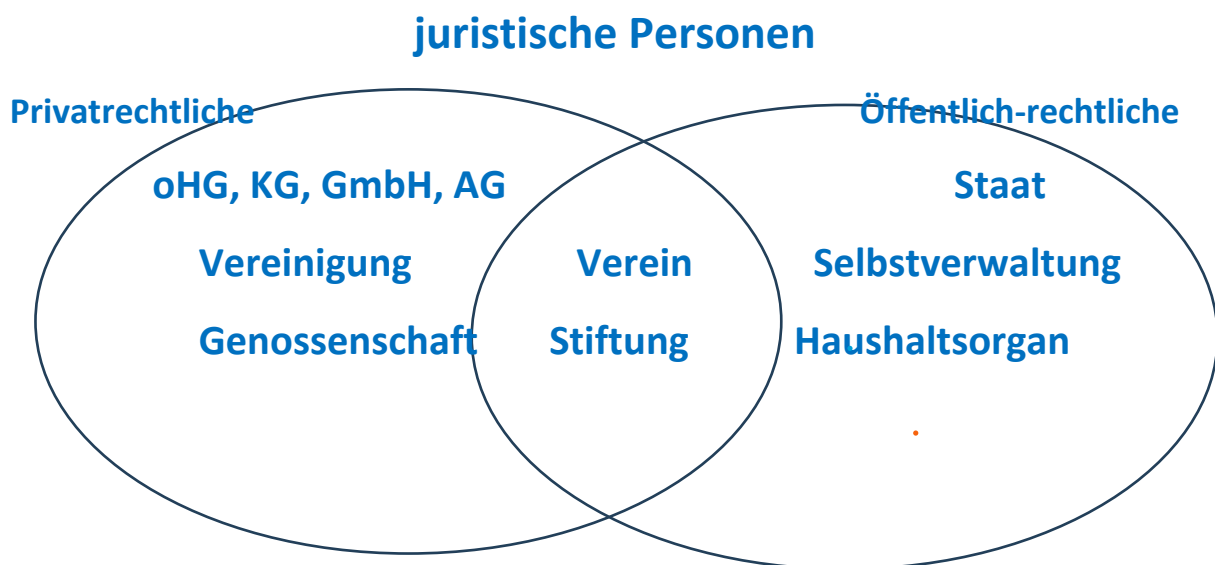 juristische Personen
Privatrechtliche
Öffentlich-rechtliche
oHG, KG, GmbH, AG
Staat
Vereinigung
Verein
Selbstverwaltung
Genossenschaft
Stiftung
Haushaltsorgan